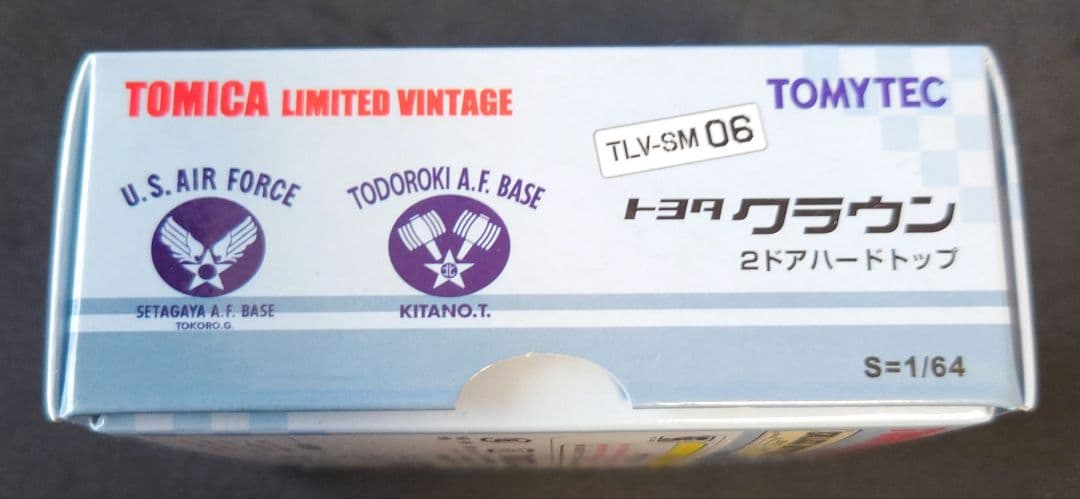 TOMICA LIMITED VINTAGE
TOMYTEC
TLV-SM 06
U.S. AIR FORCE
SETAGAYA A.F. BASE
TOKORO.G.
TODOROKI A.F. BASE
北
KITANO.T.
トヨタ クラウン
2ドアハードトップ
S=1/64